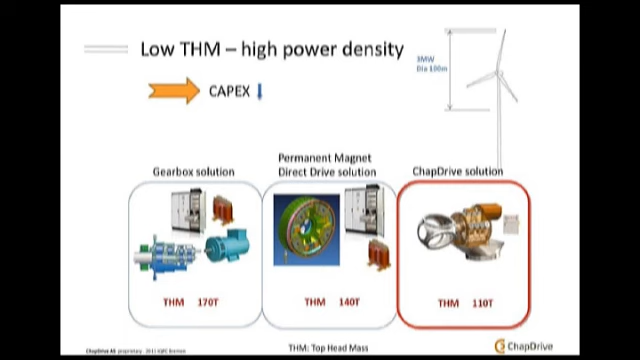 Low THM – high power density
3MW
Dia 100m
CAPEX
Gearbox solution
Permanent Magnet
Direct Drive solution
ChapDrive solution
THM 170T
THM 140T
THM 110T
ChapDrive AS proprietary - 2011 IQPC Bremen
THM: Top Head Mass
ChapDrive